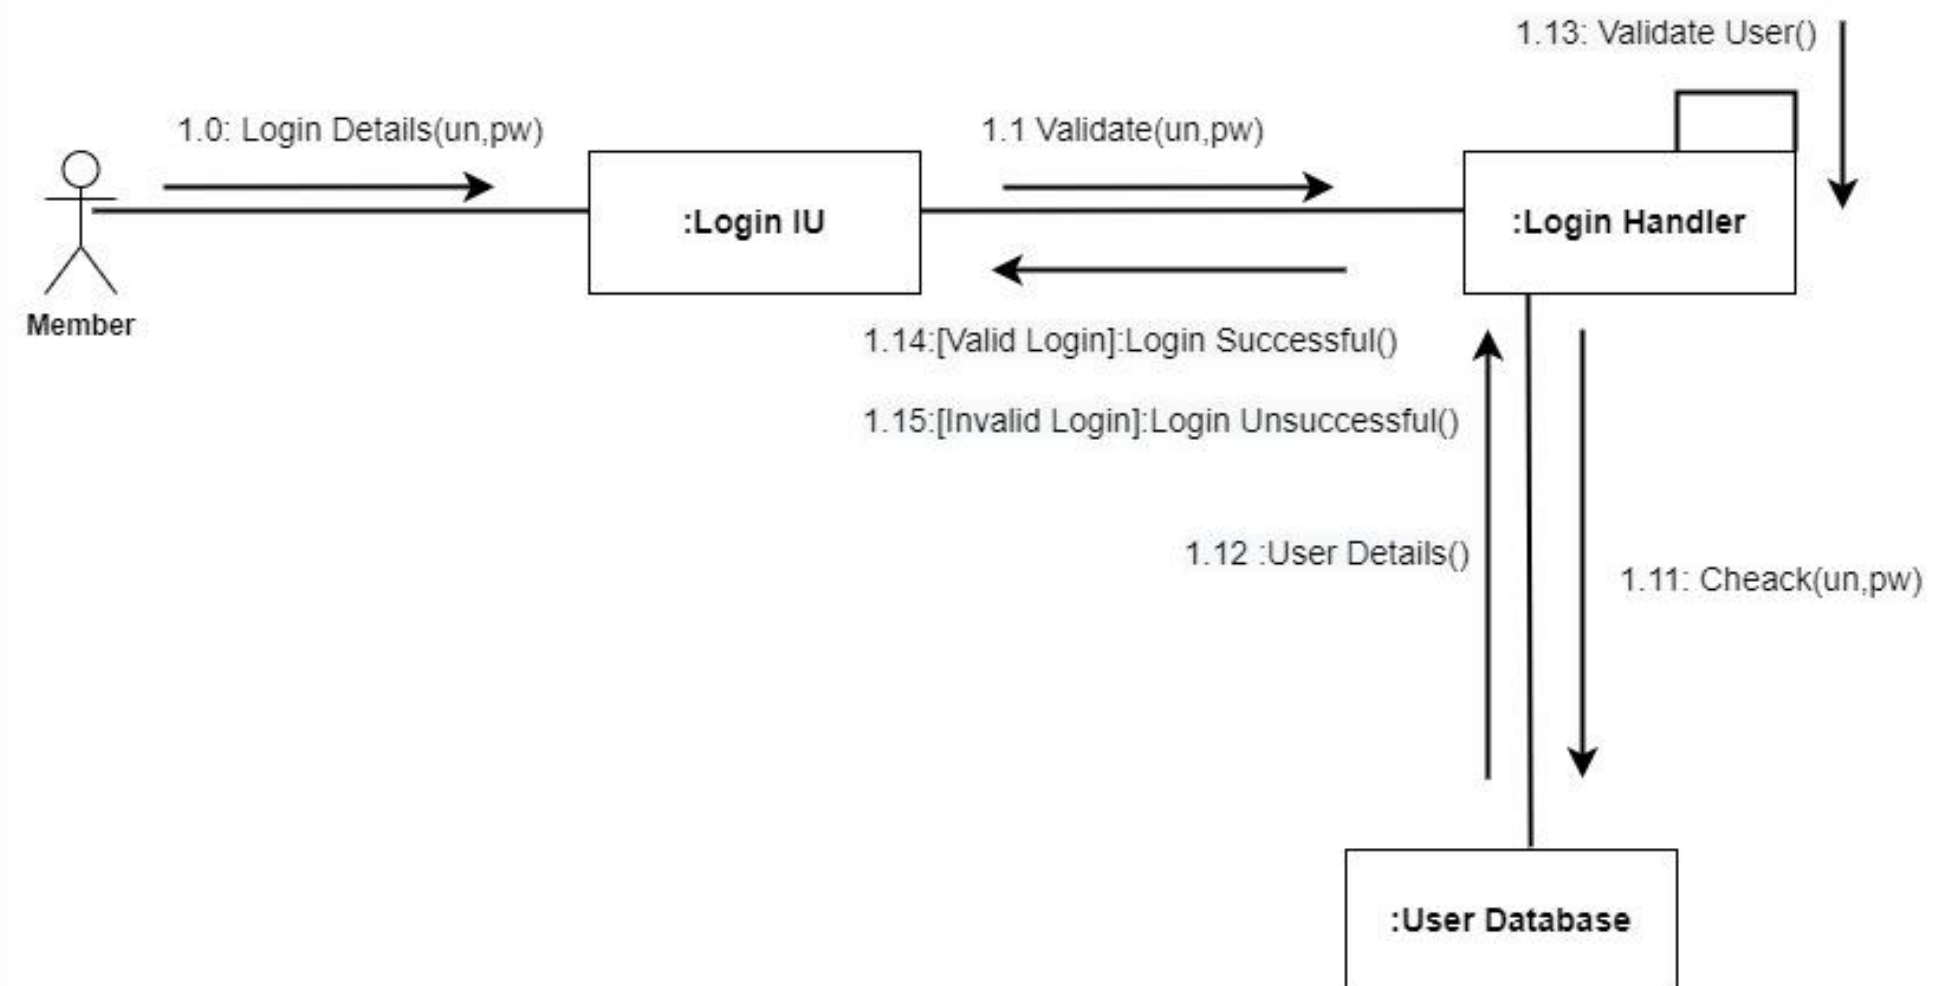 1.13: Validate User()
1.0: Login Details(un,pw)
1.1 Validate(un,pw)
:Login IU
:Login Handler
Member
1.14:[Valid Login]:Login Successful()
1.15:[Invalid Login]:Login Unsuccessful()
1.12 :User Details()
1.11: Cheack(un,pw)
:User Database